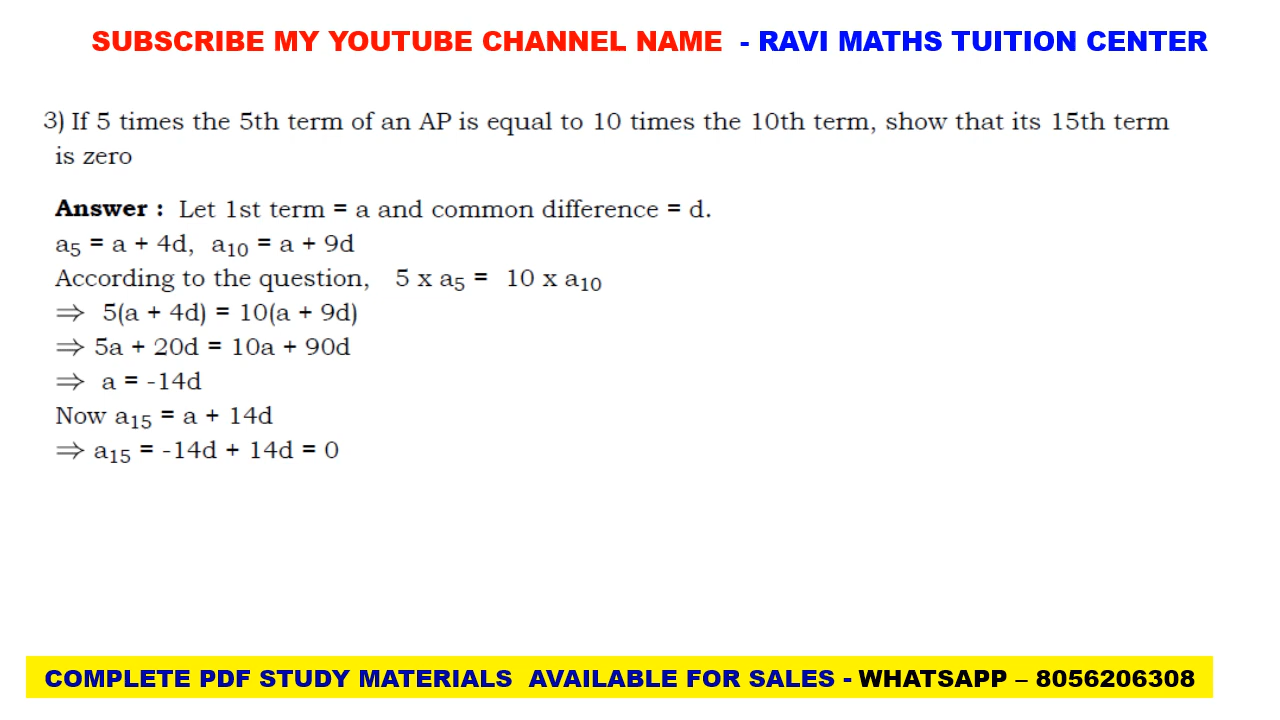 SUBSCRIBE MY YOUTUBE CHANNEL NAME - RAVI MATHS TUITION CENTER
3) If 5 times the 5th term of an AP is equal to 10 times the 10th term, show that its 15th term
is zero
Answer : Let 1st term = a and common difference = d.
a₅ = a + 4d, a₁₀ = a + 9d
According to the question, 5 x a₅ = 10 x a₁₀
⇒ 5(a + 4d) = 10(a + 9d)
⇒ 5a + 20d = 10a + 90d
⇒ a = -14d
Now a₁₅ = a + 14d
⇒ a₁₅ = -14d + 14d = 0
COMPLETE PDF STUDY MATERIALS AVAILABLE FOR SALES - WHATSAPP – 8056206308